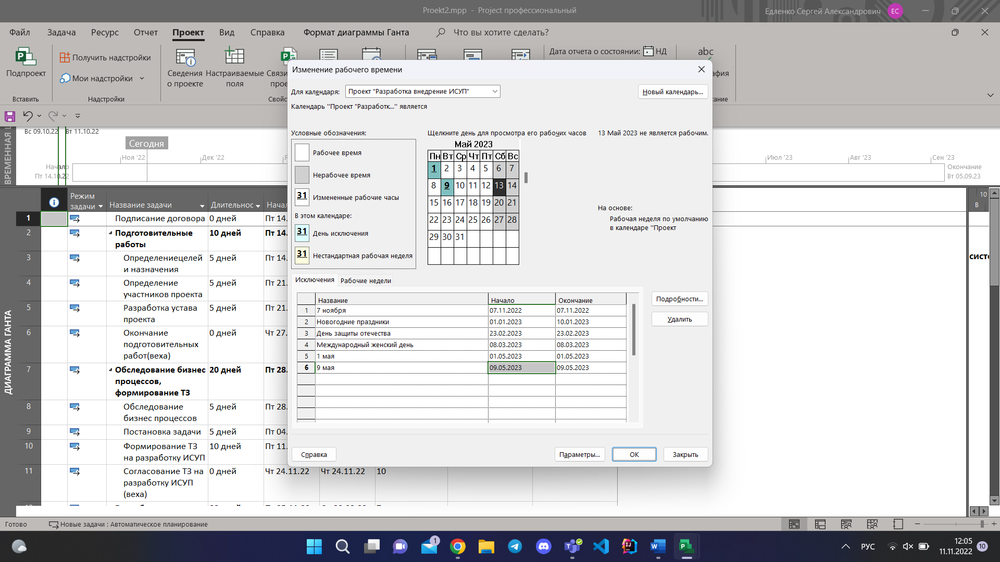 Proekt2.mpp - Project профессиональный
Едленко Сергей Александрович
ЕС
Файл Задача Ресурс Отчет Проект Вид Справка Формат диаграммы Ганта Что вы хотите сделать?
Подпроект
Вставить
Получить надстройки
Мои надстройки
Надстройки
Сведения
о проекте
Настраиваемые
поля
Дата отчета о состоянии: НД
abc
Вс 09.10.22 Вт 11.10.22
Сегодня
Ноя '22
Дек '22
Июл '23
Авг '23
Сен '23
Начало
Пт 14.10.22
Окончание
Вт 05.09.23
ДИАГРАММА ГАНТА
Режим
задачи
Название задачи
Длительнос
1 Подписание договора 0 дней Пт 14.
2 Подготовительные
работы
10 дней Пт 14.
3 Определениецелей
и назначения
5 дней Пт 14.
4 Определение
участников проекта
5 дней Пт 21.
5 Разработка устава
проекта
5 дней Пт 21.
6 Окончание
подготовительных
работ(веха)
0 дней Чт 27.
7 Обследование бизнес
процессов,
формирование ТЗ
20 дней Пт 28.
8 Обследование
бизнес процессов
5 дней Пт 28.
9 Постановка задачи 5 дней Пт 04.
10 Формирование ТЗ
на разработку ИСУП
10 дней Пт 11.
11 Согласование ТЗ на
разработку ИСУП
(веха)
0 дней Чт 24.11.22 Чт 24.11.22 10
10
В
Изменение рабочего времени
Для календаря: Проект "Разработка внедрение ИСУП"
Новый календарь...
Календарь "Проект "Разработк..." является
Условные обозначения:
Рабочее время
Нерабочее время
31 Измененные рабочие часы
В этом календаре:
31 День исключения
31 Нестандартная рабочая неделя
Щелкните день для просмотра его рабочих часов
Май 2023
Пн Вт Ср Чт Пт Сб Вс
1 2 3 4 5 6 7
8 9 10 11 12 13 14
15 16 17 18 19 20 21
22 23 24 25 26 27 28
29 30 31
13 Май 2023 не является рабочим.
На основе:
Рабочая неделя по умолчанию
в календаре "Проект
Исключения Рабочие недели
Название Начало Окончание
1 7 ноября 07.11.2022 07.11.2022
2 Новогодние праздники 01.01.2023 10.01.2023
3 День защиты отечества 23.02.2023 23.02.2023
4 Международный женский день 08.03.2023 08.03.2023
5 1 мая 01.05.2023 01.05.2023
6 9 мая 09.05.2023 09.05.2023
Подробности...
Удалить
Справка
Параметры...
ОК
Закрыть
Готово
Новые задачи : Автоматическое планирование
1
РУС
12:05
11.11.2022
10